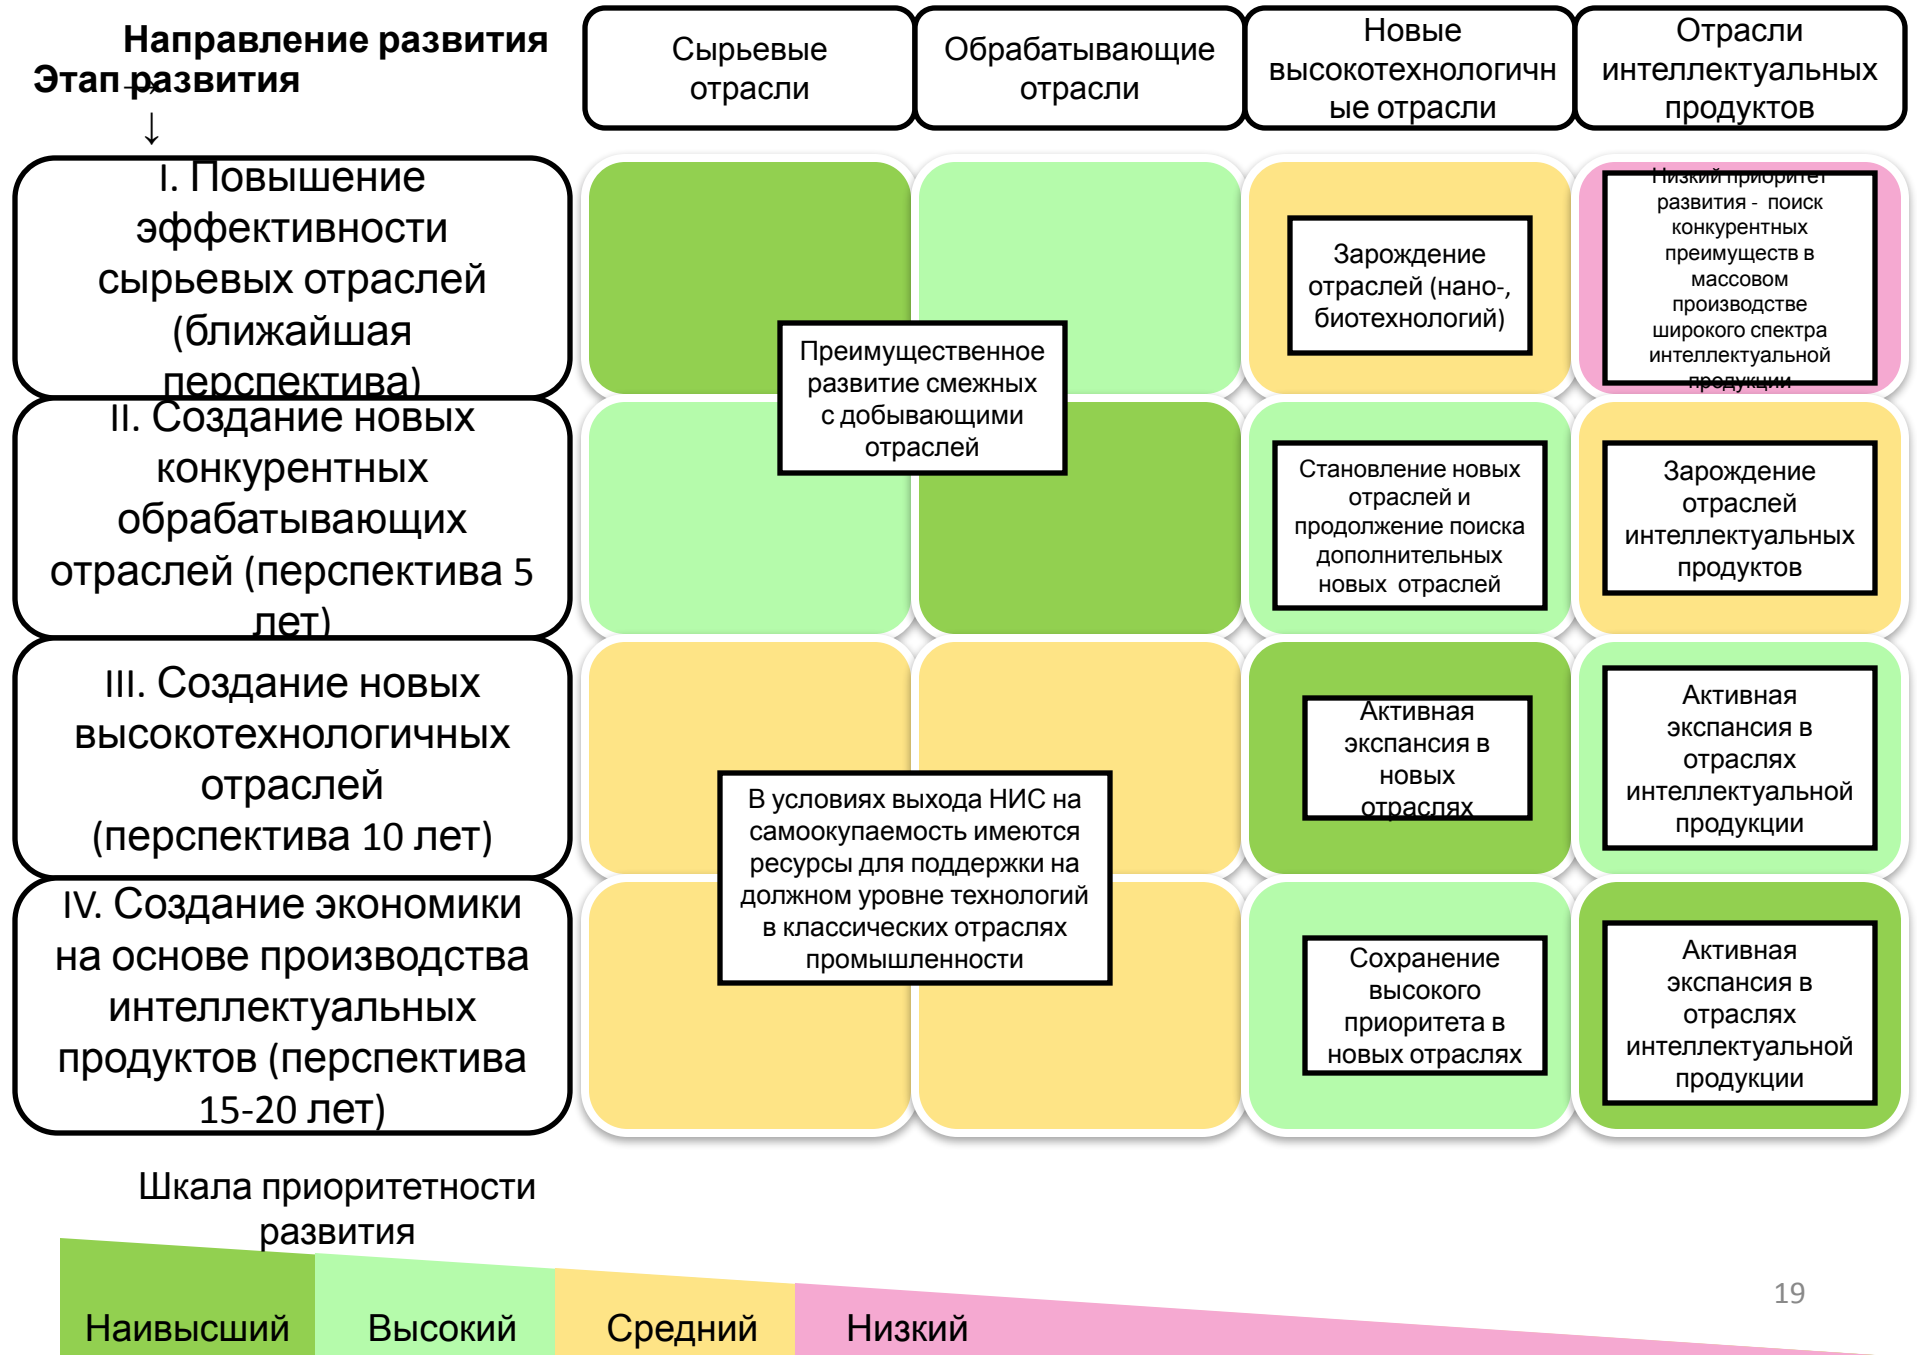 Направление развития
→
Этап развития
↓
Сырьевые
отрасли
Обрабатывающие
отрасли
Новые
высокотехнологичн
ые отрасли
Отрасли
интеллектуальных
продуктов
I. Повышение
эффективности
сырьевых отраслей
(ближайшая
перспектива)
Преимущественное
развитие смежных
с добывающими
отраслей
Зарождение
отраслей (нано-,
биотехнологий)
Низкий приоритет
развития - поиск
конкурентных
преимуществ в
массовом
производстве
широкого спектра
интеллектуальной
продукции
II. Создание новых
конкурентных
обрабатывающих
отраслей (перспектива 5
лет)
Становление новых
отраслей и
продолжение поиска
дополнительных
новых отраслей
Зарождение
отраслей
интеллектуальных
продуктов
III. Создание новых
высокотехнологичных
отраслей
(перспектива 10 лет)
В условиях выхода НИС на
самоокупаемость имеются
ресурсы для поддержки на
должном уровне технологий
в классических отраслях
промышленности
Активная
экспансия в
новых
отраслях
Активная
экспансия в
отраслях
интеллектуальной
продукции
IV. Создание экономики
на основе производства
интеллектуальных
продуктов (перспектива
15-20 лет)
Сохранение
высокого
приоритета в
новых отраслях
Активная
экспансия в
отраслях
интеллектуальной
продукции
Шкала приоритетности
развития
Наивысший
Высокий
Средний
Низкий
19